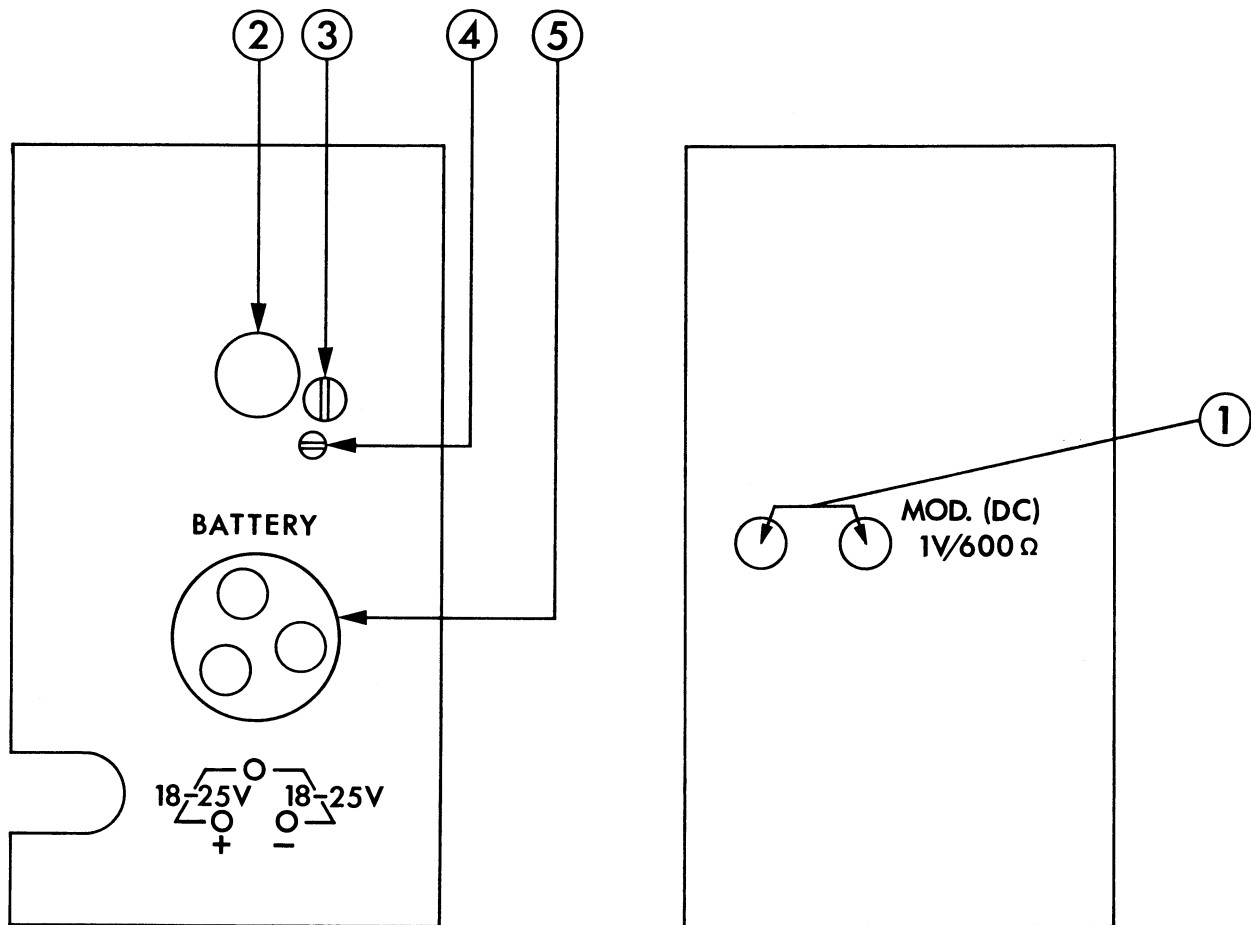 2 3 4 5
BATTERY
18-25V 18-25V
+ −
1
MOD. (DC)
1V/600 Ω